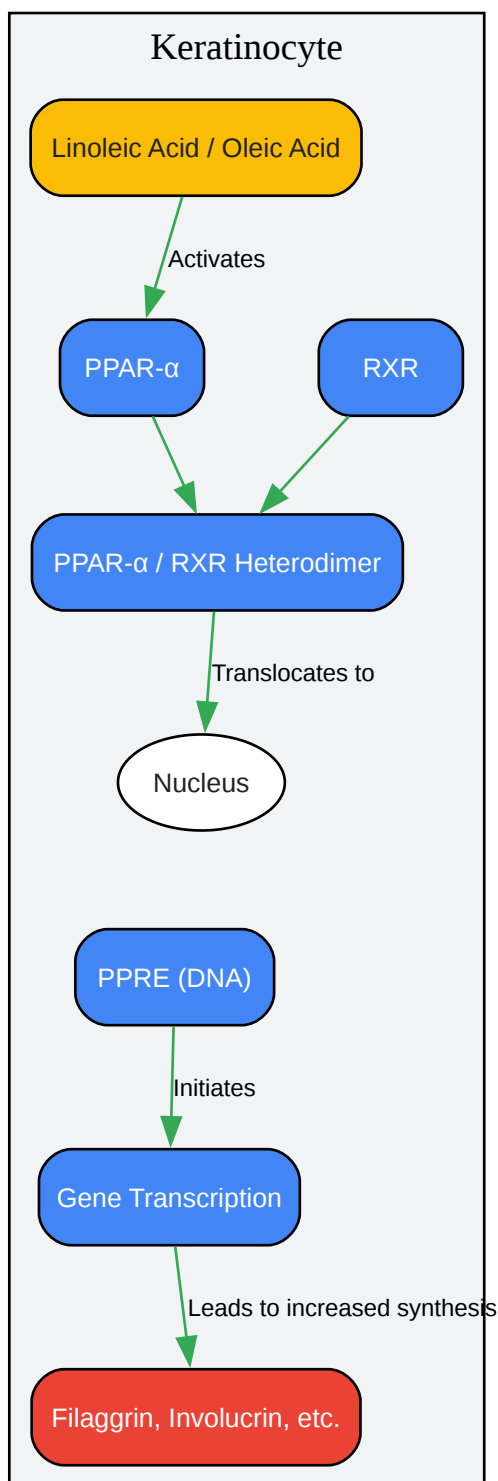 Keratinocyte
Linoleic Acid / Oleic Acid
Activates
PPAR-α
RXR
PPAR-α / RXR Heterodimer
Translocates to
Nucleus
PPRE (DNA)
Initiates
Gene Transcription
Leads to increased synthesis
Filaggrin, Involucrin, etc.